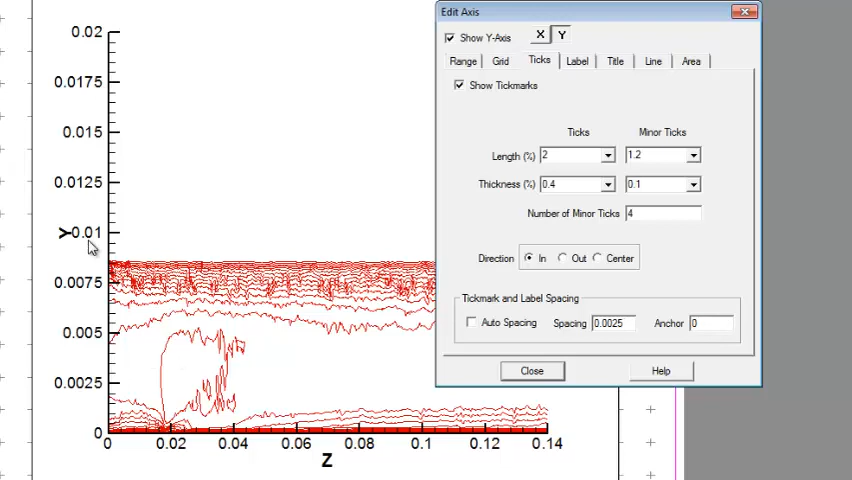 Edit Axis
Show Y-Axis X Y
Range Grid Ticks Label Title Line Area
Show Tickmarks
Ticks Minor Ticks
Length (%) 2 1.2
Thickness (%) 0.4 0.1
Number of Minor Ticks 4
Direction In Out Center
Tickmark and Label Spacing
Auto Spacing Spacing 0.0025 Anchor 0
Close Help
0.02
0.0175
0.015
0.0125
Y 0.01
0.0075
0.005
0.0025
0
0 0.02 0.04 0.06 0.08 0.1 0.12 0.14
Z